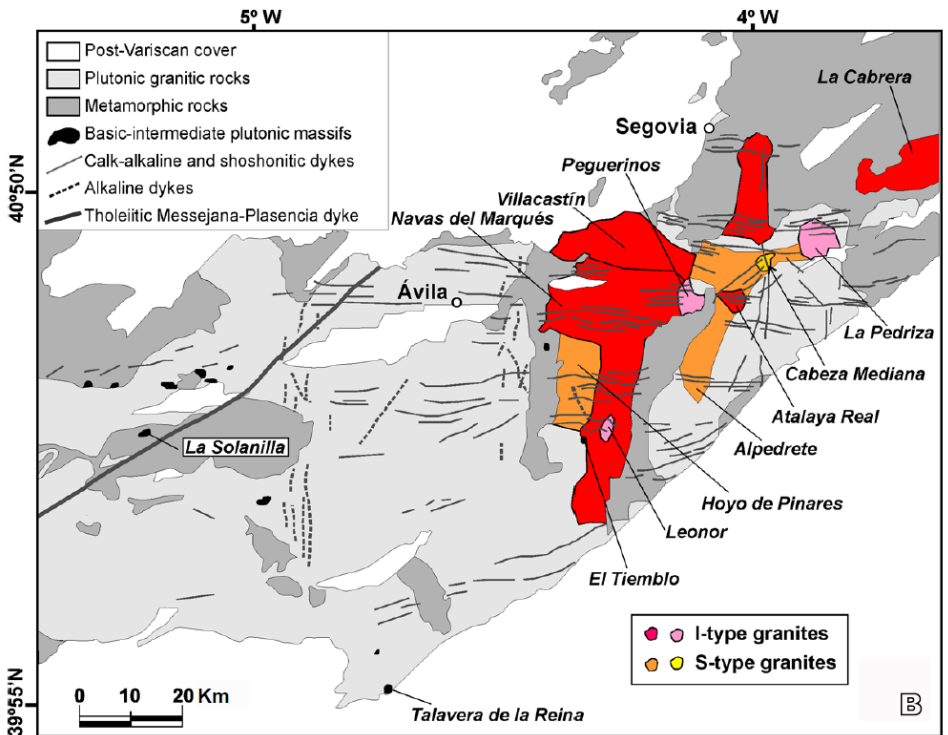 5º W
4º W
40º50'N
39º55'N
Post-Variscan cover
Plutonic granitic rocks
Metamorphic rocks
Basic-intermediate plutonic massifs
Calk-alkaline and shoshonitic dykes
Alkaline dykes
Tholeiitic Messejana-Plasencia dyke
La Cabrera
Segovia
Peguerinos
Villacastín
Navas del Marqués
Ávila
La Pedriza
Cabeza Mediana
Atalaya Real
Alpedrete
La Solanilla
Hoyo de Pinares
Leonor
El Tiemblo
I-type granites
S-type granites
0 10 20 Km
Talavera de la Reina
B